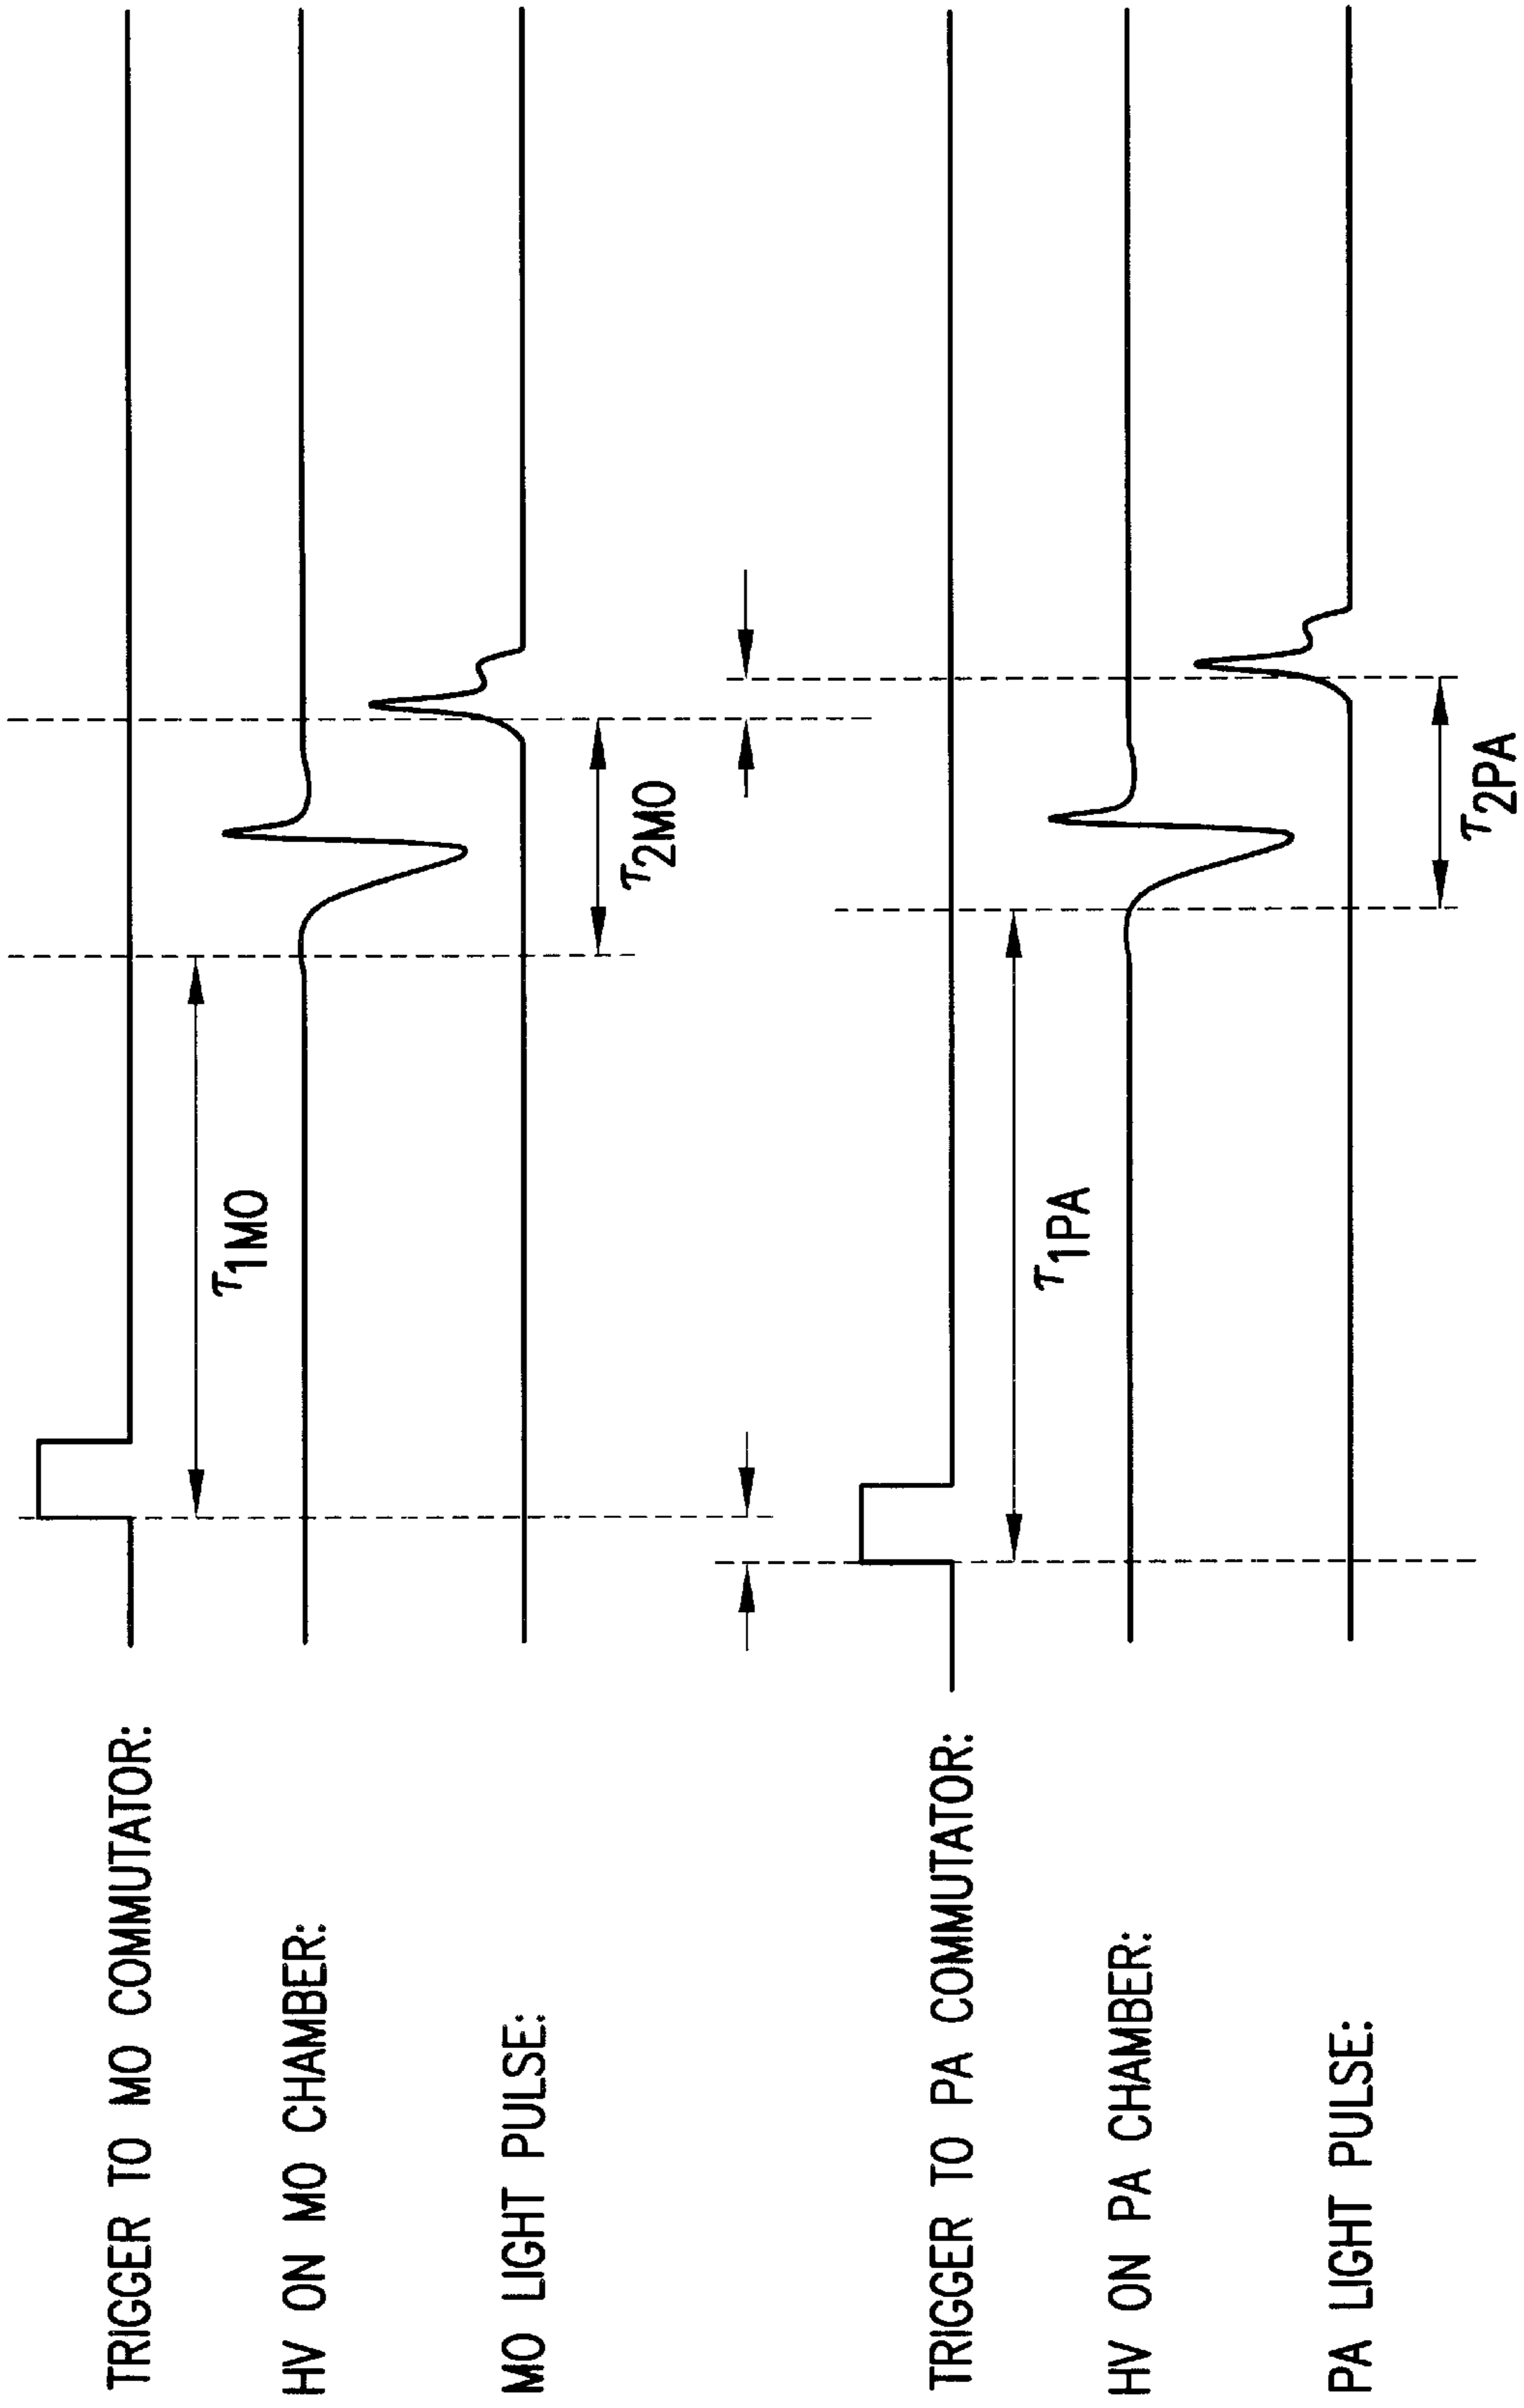 TRIGGER TO MO COMMUTATOR:
τ1MO
HV ON MO CHAMBER:
MO LIGHT PULSE:
τ2MO
TRIGGER TO PA COMMUTATOR:
τ1PA
HV ON PA CHAMBER:
PA LIGHT PULSE:
τ2PA